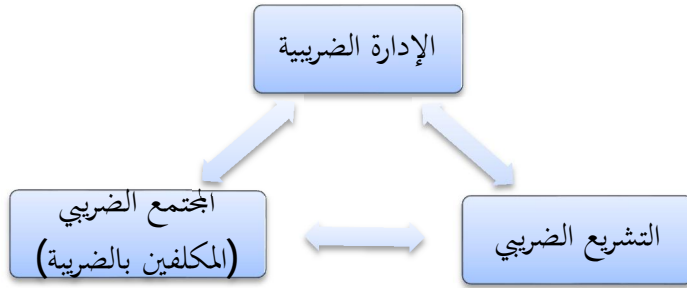 الإدارة الضريبية
المجتمع الضريبي
(المكلفين بالضريبة)
التشريع الضريبي